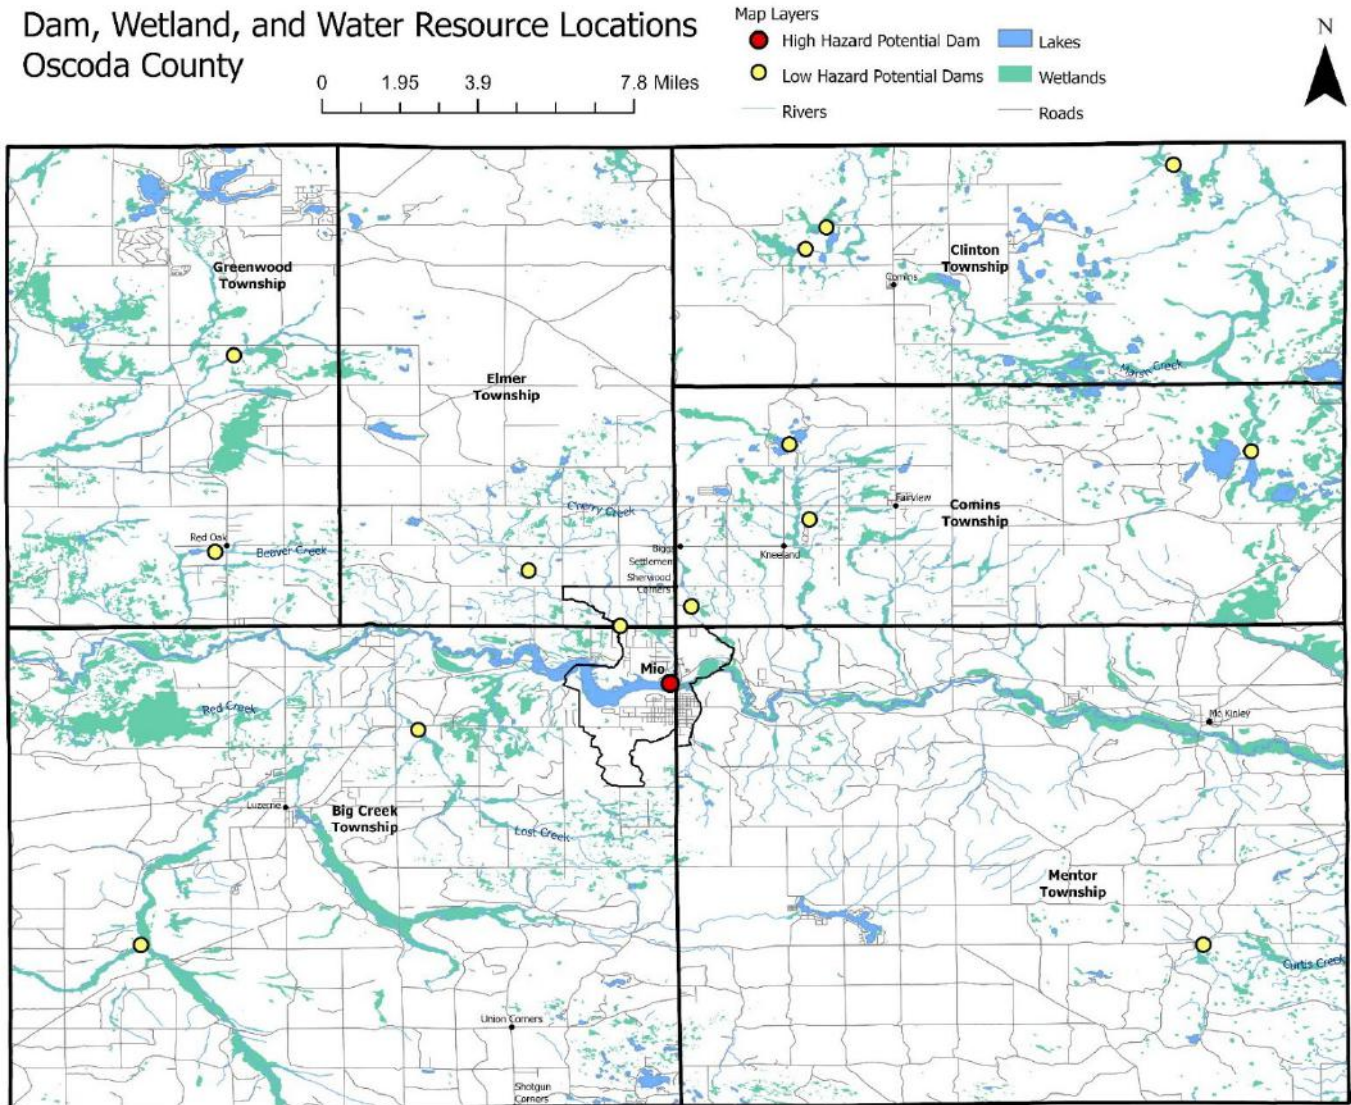 Dam, Wetland, and Water Resource Locations
Oscoda County
0 1.95 3.9 7.8 Miles
Map Layers
High Hazard Potential Dam
Low Hazard Potential Dams
Rivers
Lakes
Wetlands
Roads
N
Greenwood
Township
Clinton
Township
Comins
Marsh Creek
Elmer
Township
Cherry Creek
Fairview
Comins
Township
Red Oak
Beaver Creek
Biggs
Settlemen
Kneeland
Sherwood
Corners
Mio
Red Creek
Mc Kinley
Luzerne
Big Creek
Township
Lost Creek
Mentor
Township
Curtis Creek
Union Corners
Shotgun
Corners